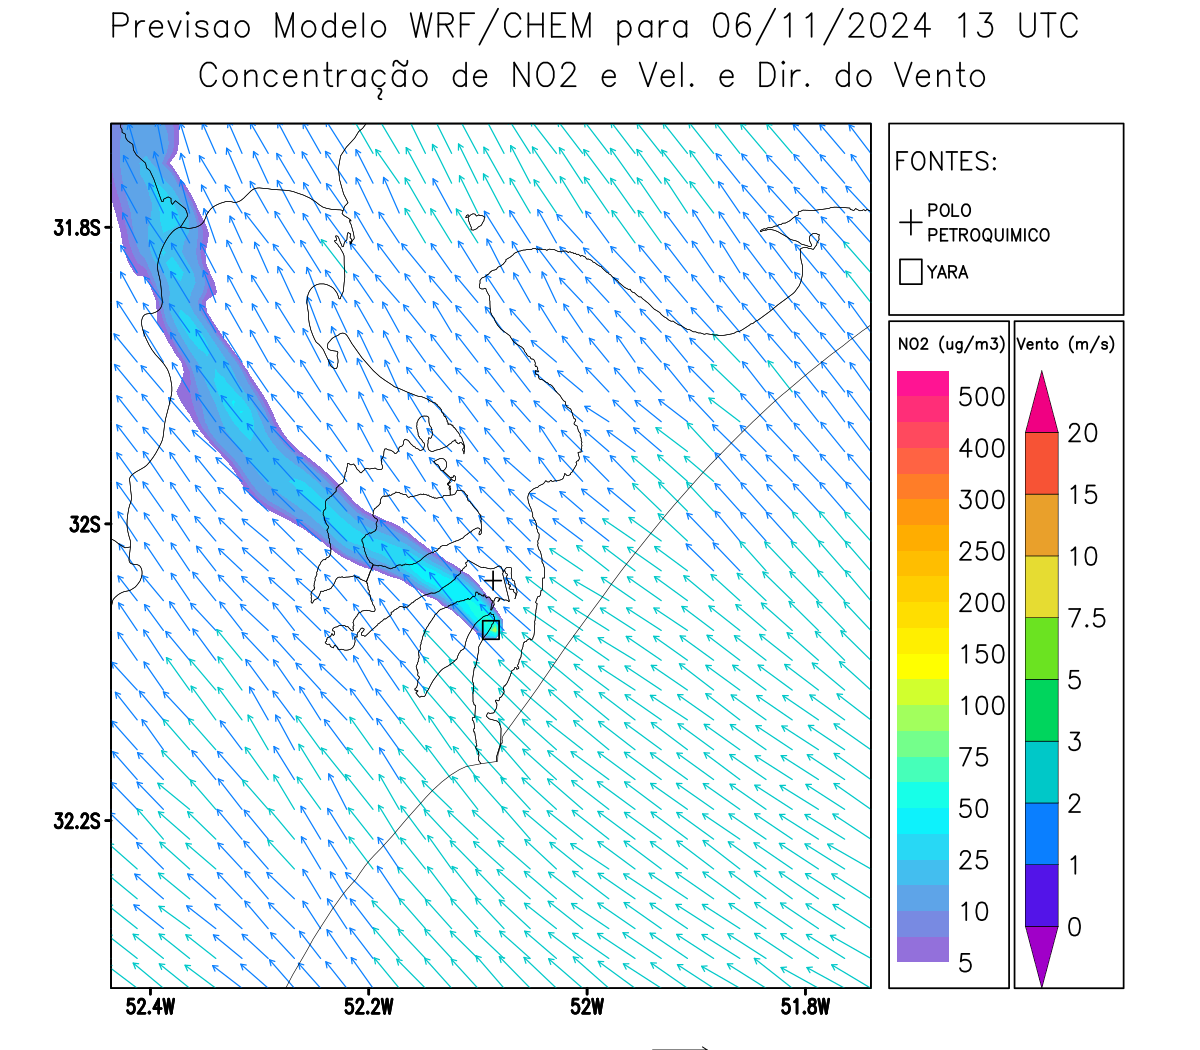 Previsao Modelo WRF/CHEM para 06/11/2024 13 UTC
Concentração de NO2 e Vel. e Dir. do Vento
FONTES:
POLO
PETROQUIMICO
YARA
NO2 (ug/m3)
500
400
300
250
200
150
100
75
50
25
10
5
Vento (m/s)
20
15
10
7.5
5
3
2
1
0
31.8S
32S
32.2S
52.4W
52.2W
52W
51.8W